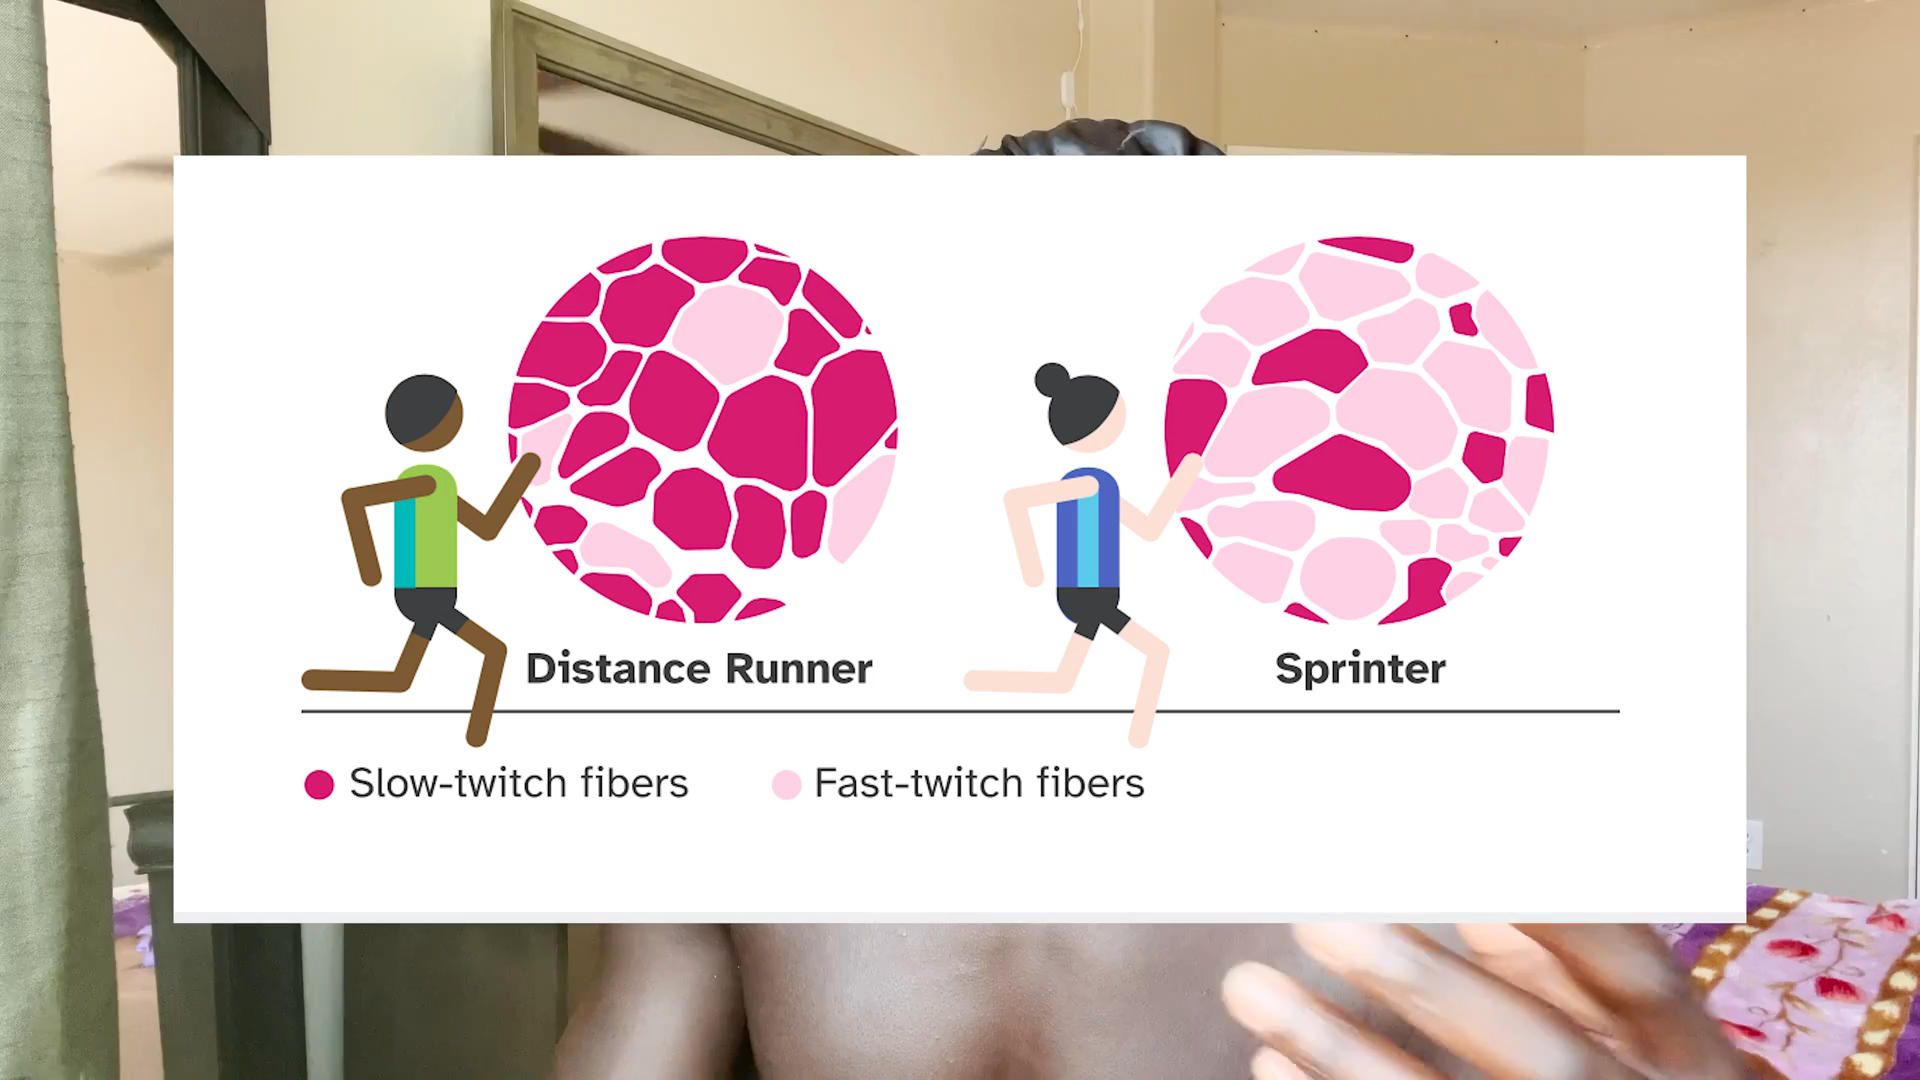 Distance Runner
Sprinter
Slow-twitch fibers
Fast-twitch fibers